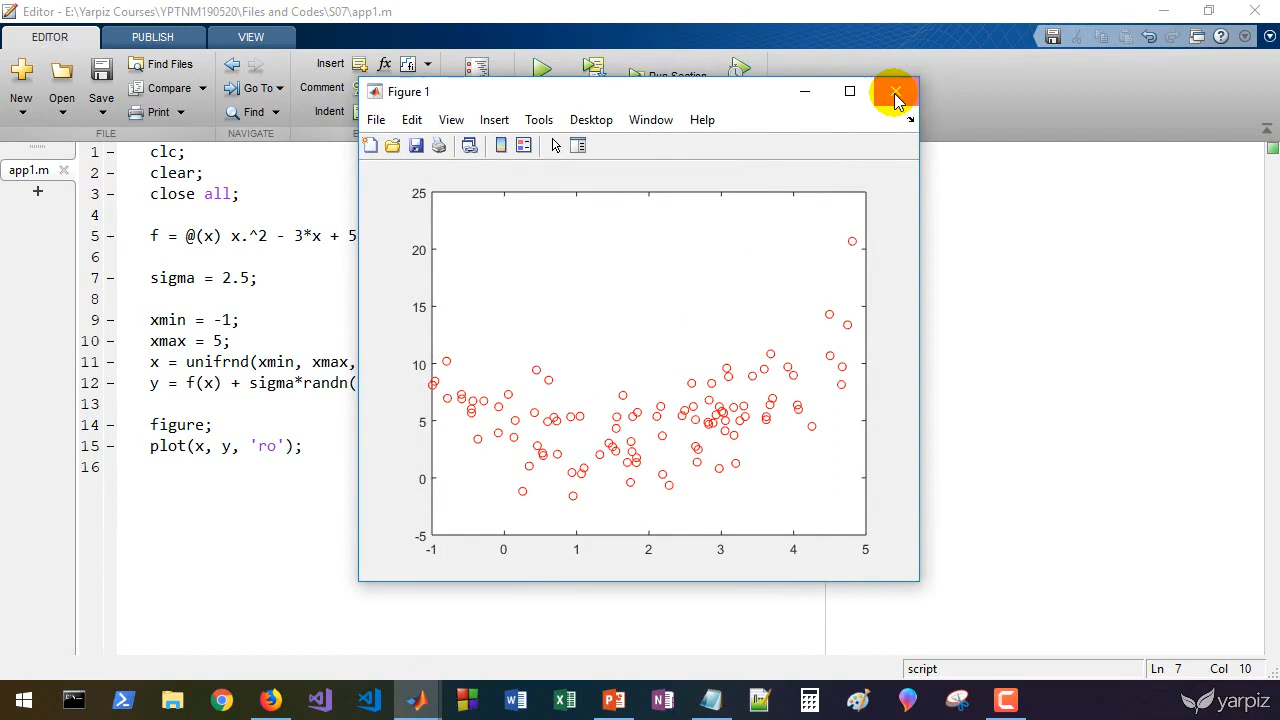 Editor - E:\Yarpiz Courses\YPTNM190520\Files and Codes\S07\app1.m
EDITOR PUBLISH VIEW
New Open Save
Find Files
Compare
Print
FILE
Go To
Find
NAVIGATE
Insert
Comment
Indent
Run Section
Figure 1
File Edit View Insert Tools Desktop Window Help
app1.m
1 clc;
2 clear;
3 close all;
4
5 f = @(x) x.^2 - 3*x + 5
6
7 sigma = 2.5;
8
9 xmin = -1;
10 xmax = 5;
11 x = unifrnd(xmin, xmax,
12 y = f(x) + sigma*randn(
13
14 figure;
15 plot(x, y, 'ro');
16
25
20
15
10
5
0
-5
-1 0 1 2 3 4 5
script
Ln 7 Col 10
yarpiz